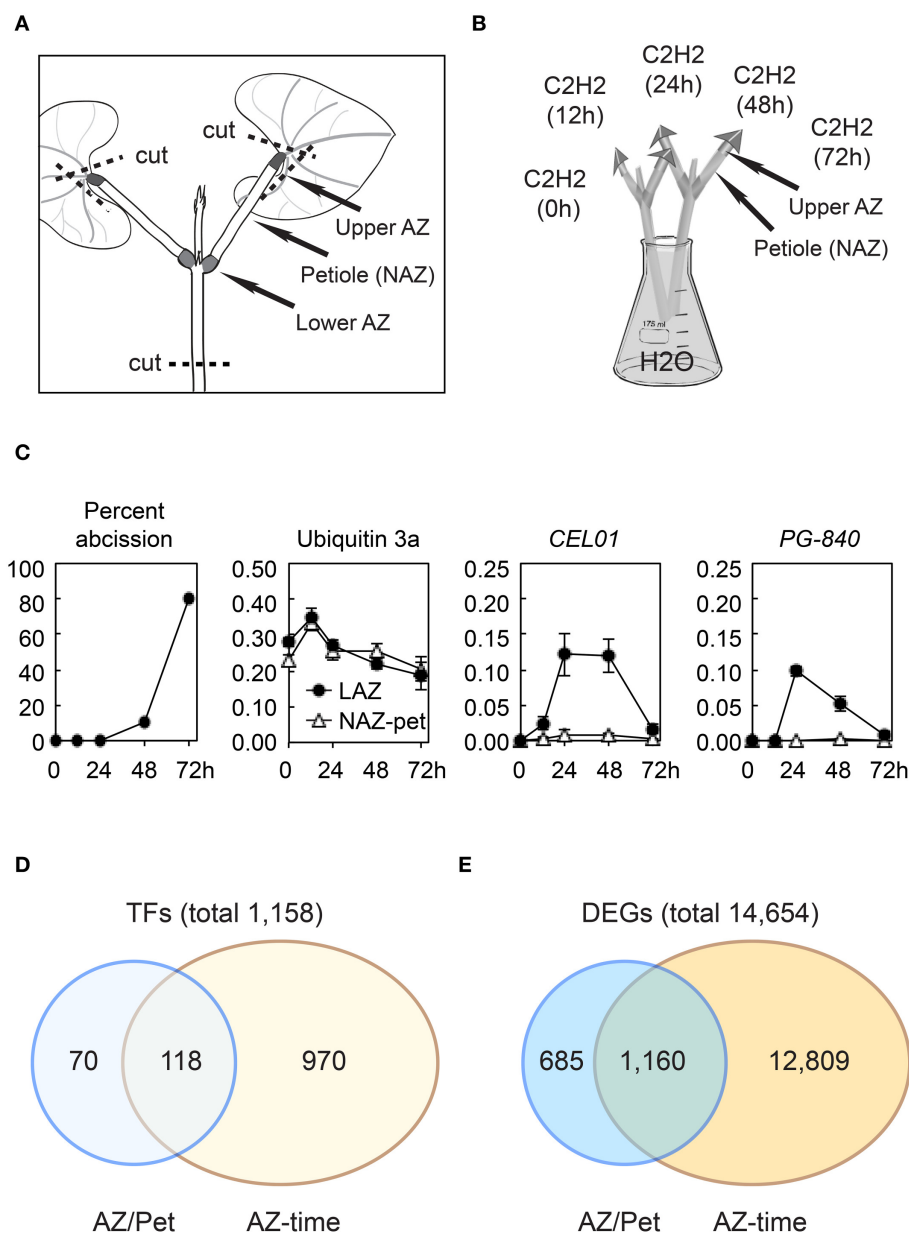 A
cut
cut
Upper AZ
Petiole (NAZ)
Lower AZ
cut
B
C2H2
(0h)
C2H2
(12h)
C2H2
(24h)
C2H2
(48h)
C2H2
(72h)
Upper AZ
Petiole (NAZ)
175 ml
H2O
C
Percent
abcission
100
80
60
40
20
0
0 24 48 72h
Ubiquitin 3a
0.50
0.40
0.30
0.20
0.10
0.00
LAZ
NAZ-pet
0 24 48 72h
CEL01
0.25
0.20
0.15
0.10
0.05
0.00
0 24 48 72h
PG-840
0.25
0.20
0.15
0.10
0.05
0.00
0 24 48 72h
D
TFs (total 1,158)
70 118 970
AZ/Pet AZ-time
E
DEGs (total 14,654)
685 1,160 12,809
AZ/Pet AZ-time